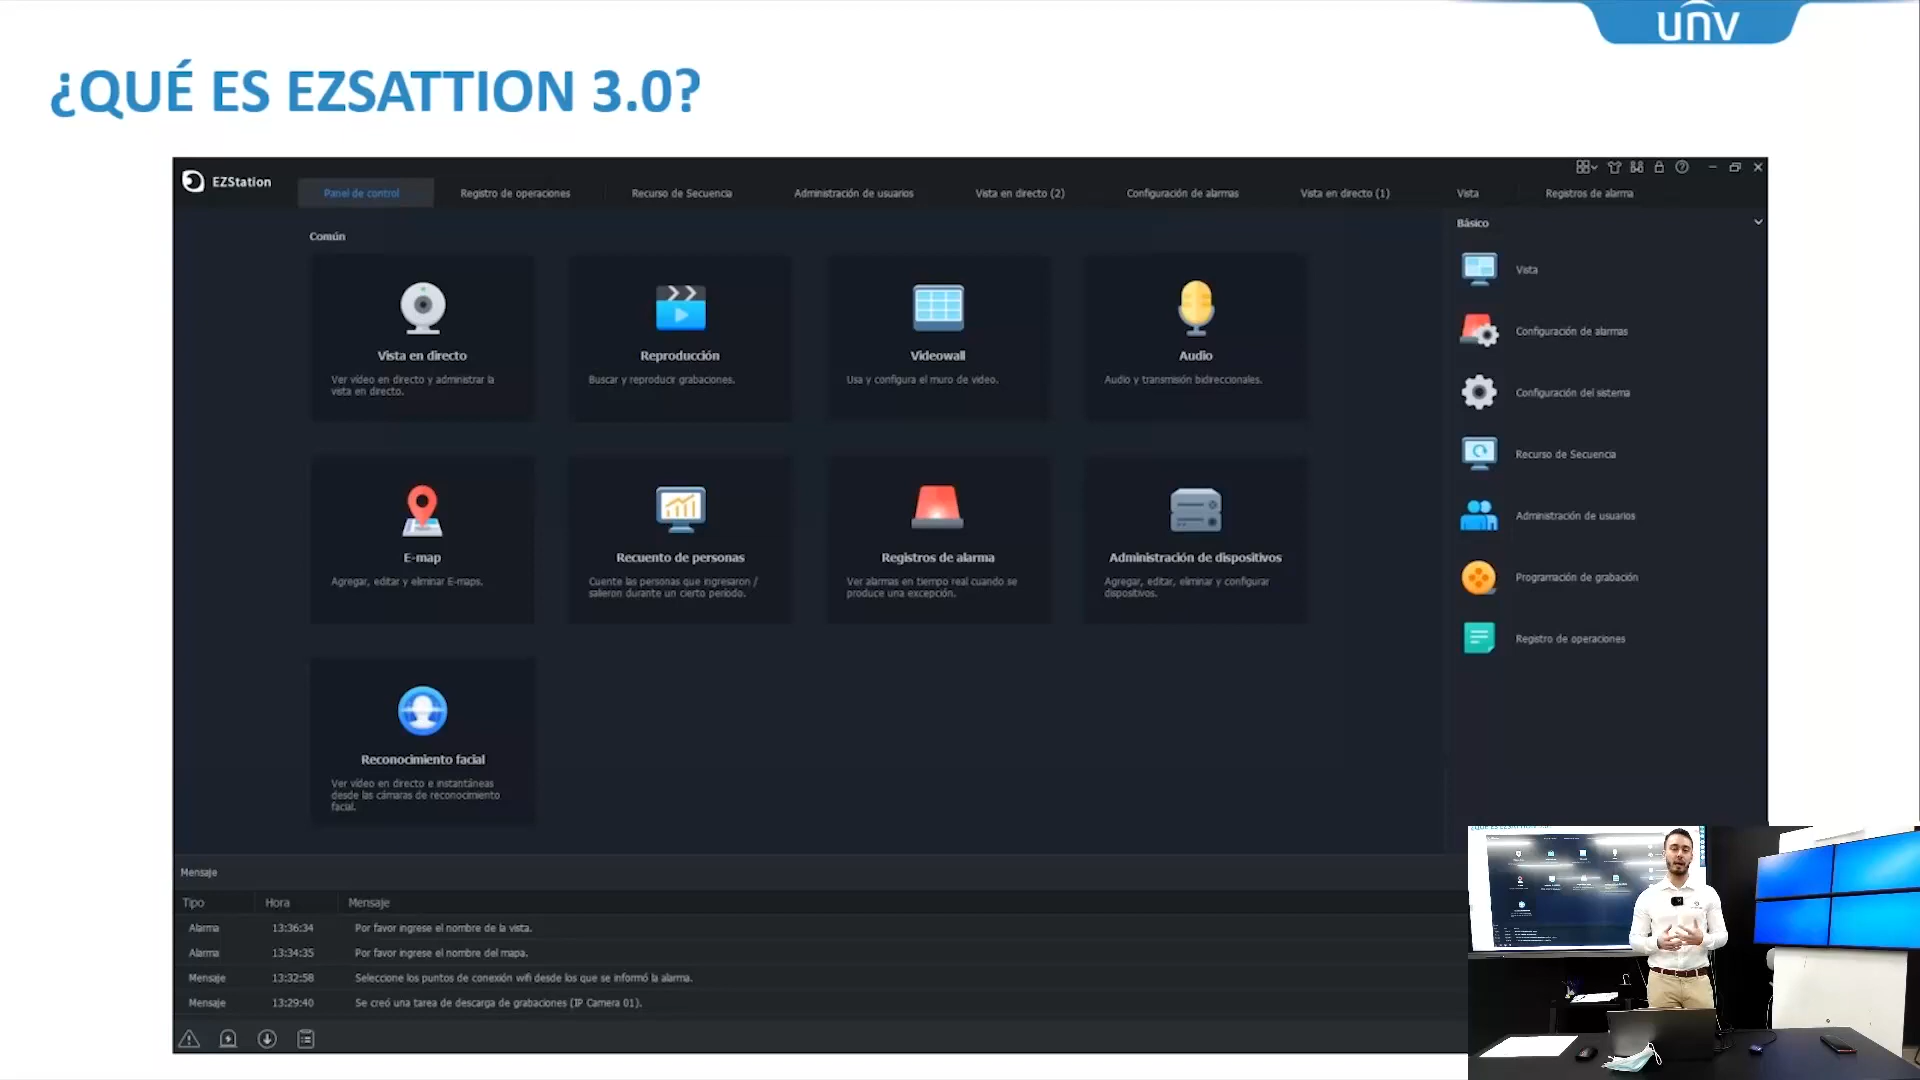 unv
¿QUÉ ES EZSATTION 3.0?
EZStation
Panel de control
Registro de operaciones
Recurso de Secuencia
Administración de usuarios
Vista en directo (2)
Configuración de alarmas
Vista en directo (1)
Vista
Registros de alarma
Común
Vista en directo
Ver vídeo en directo y administrar la
vista en directo.
Reproducción
Buscar y reproducir grabaciones.
Videowall
Usa y configura el muro de video.
Audio
Audio y transmisión bidireccionales.
E-map
Agregar, editar y eliminar E-maps.
Recuento de personas
Cuente las personas que ingresaron /
salieron durante un cierto período.
Registros de alarma
Ver alarmas en tiempo real cuando se
produce una excepción.
Administración de dispositivos
Agregar, editar, eliminar y configurar
dispositivos.
Reconocimiento facial
Ver vídeo en directo e instantáneas
desde las cámaras de reconocimiento
facial.
Básico
Vista
Configuración de alarmas
Configuración del sistema
Recurso de Secuencia
Administración de usuarios
Programación de grabación
Registro de operaciones
Mensaje
Tipo Hora Mensaje
Alarma 13:36:34 Por favor ingrese el nombre de la vista.
Alarma 13:34:35 Por favor ingrese el nombre del mapa.
Mensaje 13:32:58 Seleccione los puntos de conexión wifi desde los que se informó la alarma.
Mensaje 13:29:40 Se creó una tarea de descarga de grabaciones (IP Camera 01).